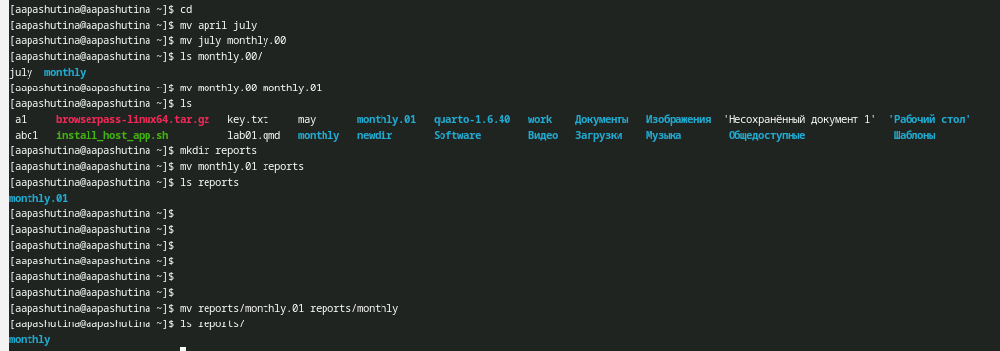 [aapashutina@aapashutina ~]$ cd
[aapashutina@aapashutina ~]$ mv april july
[aapashutina@aapashutina ~]$ mv july monthly.00
[aapashutina@aapashutina ~]$ ls monthly.00/
july  monthly
[aapashutina@aapashutina ~]$ mv monthly.00 monthly.01
[aapashutina@aapashutina ~]$ ls
 a1     browserpass-linux64.tar.gz   key.txt     may       monthly.01   quarto-1.6.40   work    Документы   Изображения  'Несохранённый документ 1'  'Рабочий стол'
 abc1   install_host_app.sh          lab01.qmd   monthly   newdir       Software        Видео   Загрузки    Музыка        Общедоступные               Шаблоны
[aapashutina@aapashutina ~]$ mkdir reports
[aapashutina@aapashutina ~]$ mv monthly.01 reports
[aapashutina@aapashutina ~]$ ls reports
monthly.01
[aapashutina@aapashutina ~]$
[aapashutina@aapashutina ~]$
[aapashutina@aapashutina ~]$
[aapashutina@aapashutina ~]$
[aapashutina@aapashutina ~]$
[aapashutina@aapashutina ~]$
[aapashutina@aapashutina ~]$ mv reports/monthly.01 reports/monthly
[aapashutina@aapashutina ~]$ ls reports/
monthly